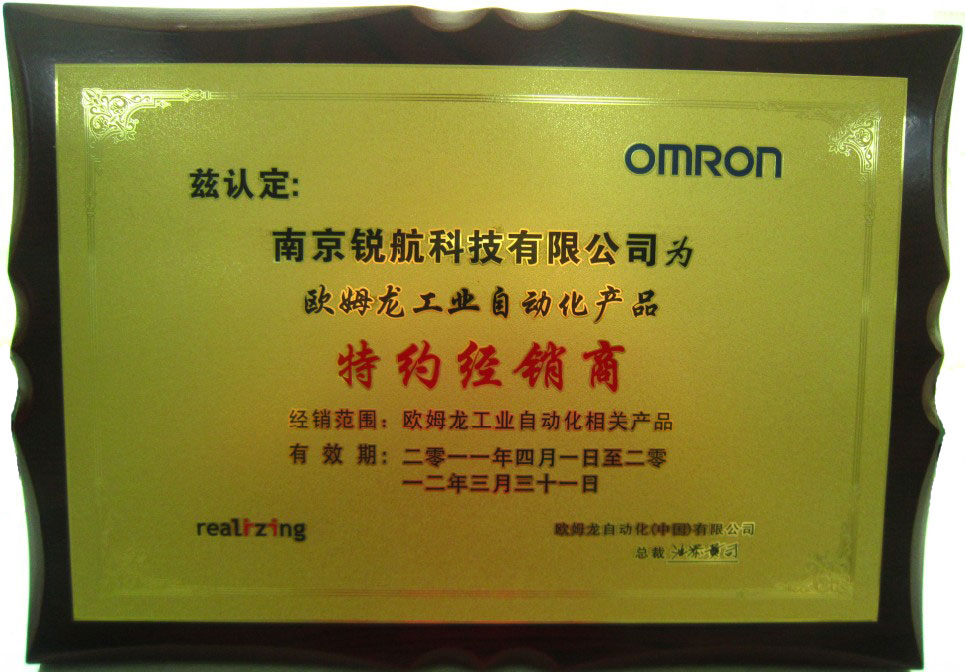 OMRON
兹认定:
南京锐航科技有限公司为
欧姆龙工业自动化产品
特约经销商
经销范围：欧姆龙工业自动化相关产品
有效期：二零一一年四月一日至二零
一二年三月三十一日
realizing
欧姆龙自动化(中国)有限公司
总裁